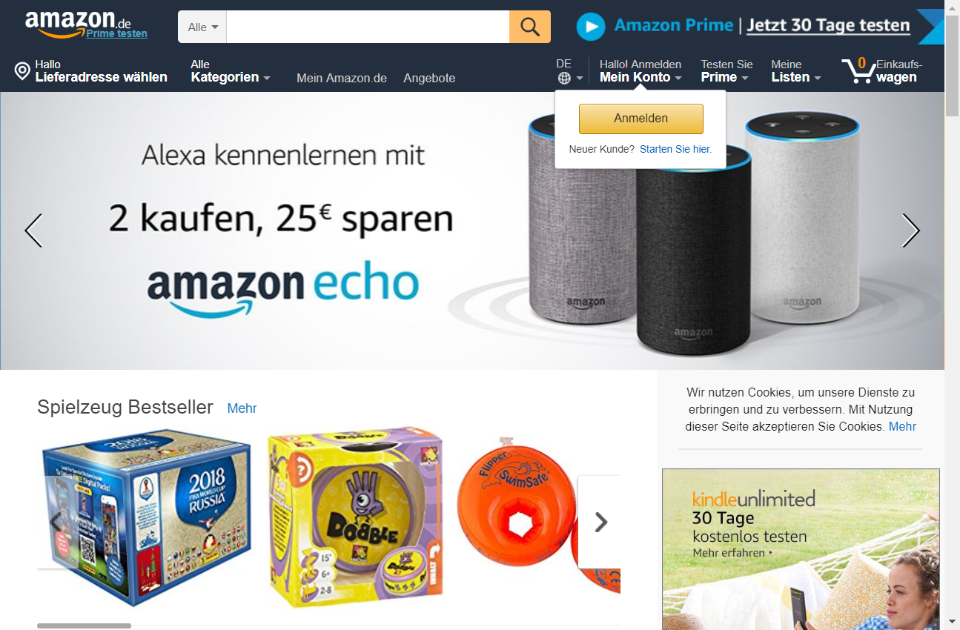 amazon.de
Prime testen
Alle
Amazon Prime | Jetzt 30 Tage testen
Hallo
Lieferadresse wählen
Alle
Kategorien
Mein Amazon.de
Angebote
DE
Hallo! Anmelden
Mein Konto
Testen Sie
Prime
Meine
Listen
0
Einkaufs-
wagen
Anmelden
Neuer Kunde? Starten Sie hier.
Alexa kennenlernen mit
2 kaufen, 25€ sparen
amazon echo
amazon
amazon
amazon
Wir nutzen Cookies, um unsere Dienste zu
erbringen und zu verbessern. Mit Nutzung
dieser Seite akzeptieren Sie Cookies. Mehr
Spielzeug Bestseller Mehr
2018
FIFA WORLD CUP
RUSSIA
PANINI
DOBBLE
15'
6+
2-8
Flipper
SwimSafe
kindleunlimited
30 Tage
kostenlos testen
Mehr erfahren